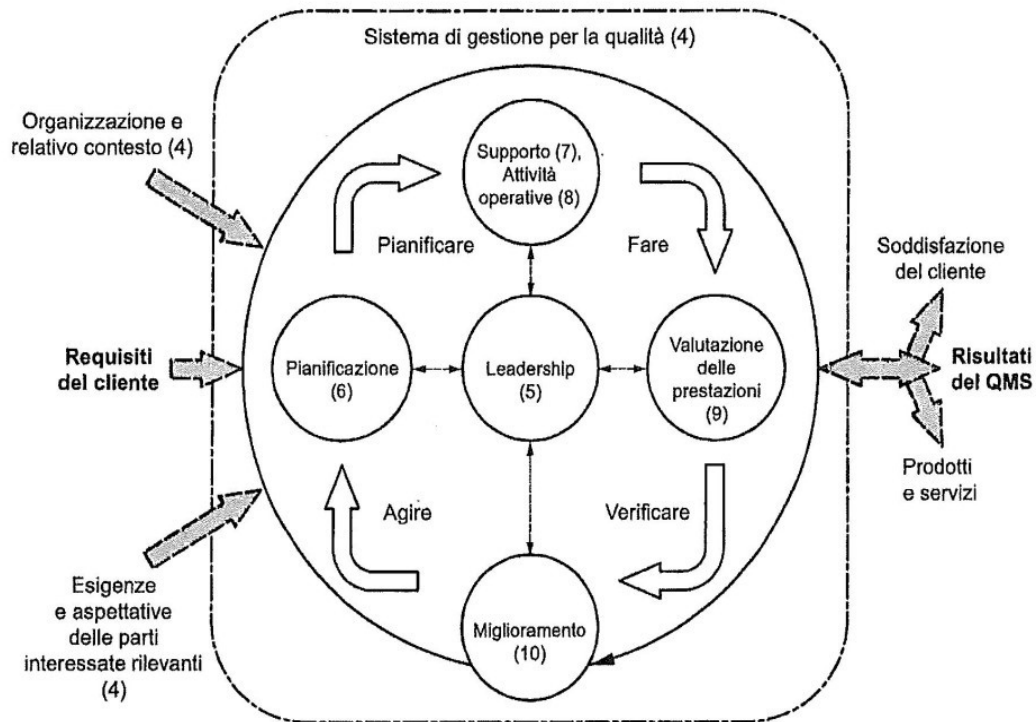 Sistema di gestione per la qualità (4)
Organizzazione e
relativo contesto (4)
Supporto (7),
Attività
operative (8)
Pianificare
Fare
Soddisfazione
del cliente
Requisiti
del cliente
Pianificazione
(6)
Leadership
(5)
Valutazione
delle
prestazioni
(9)
Risultati
del QMS
Prodotti
e servizi
Agire
Verificare
Esigenze
e aspettative
delle parti
interessate rilevanti
(4)
Miglioramento
(10)